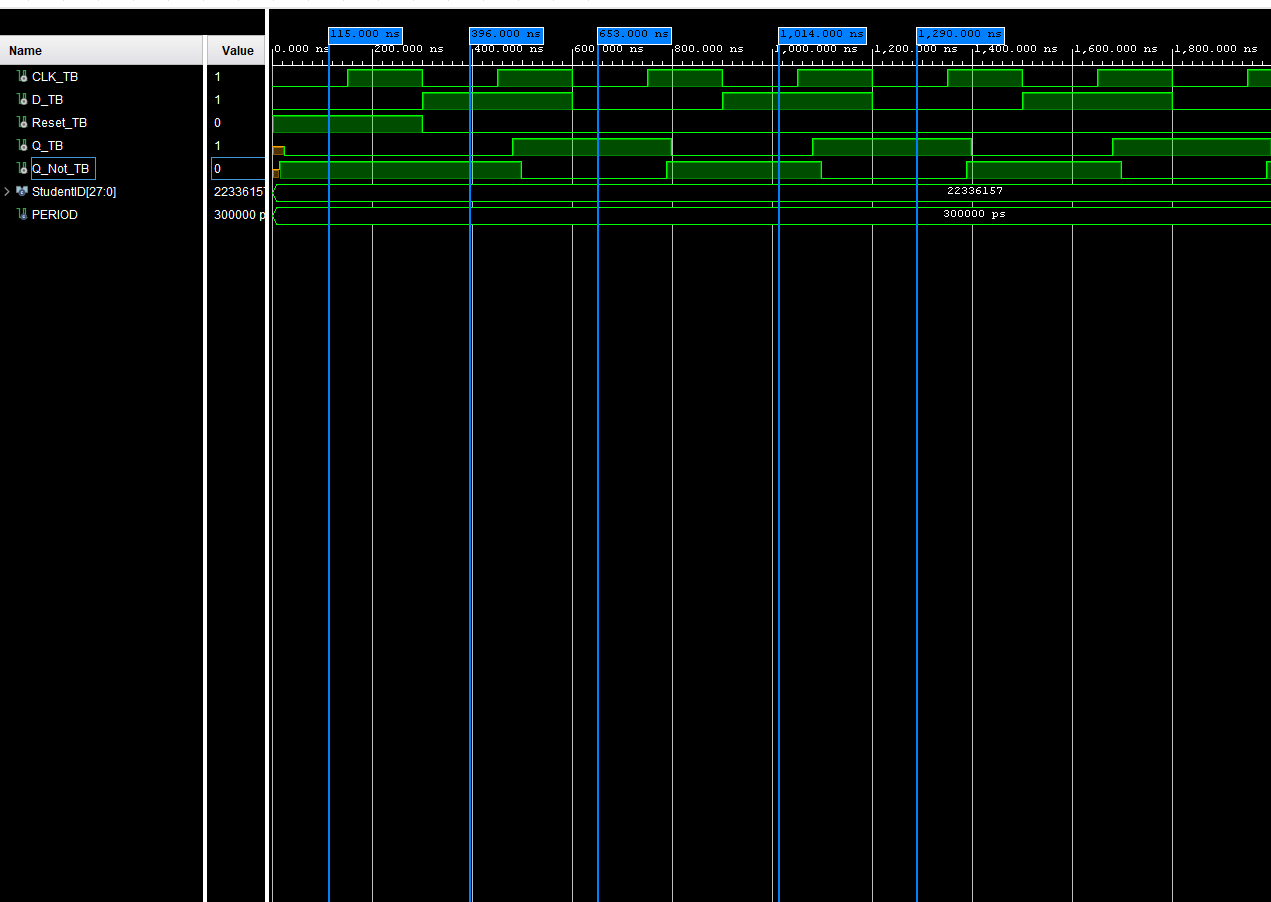 115.000 ns 396.000 ns 653.000 ns 1,014.000 ns 1,290.000 ns
Name Value 0.000 ns 200.000 ns 400.000 ns 600.000 ns 800.000 ns 1,000.000 ns 1,200.000 ns 1,400.000 ns 1,600.000 ns 1,800.000 ns
CLK_TB 1
D_TB 1
Reset_TB 0
Q_TB 1
Q_Not_TB 0
StudentID[27:0] 22336157 22336157
PERIOD 300000 p 300000 ps